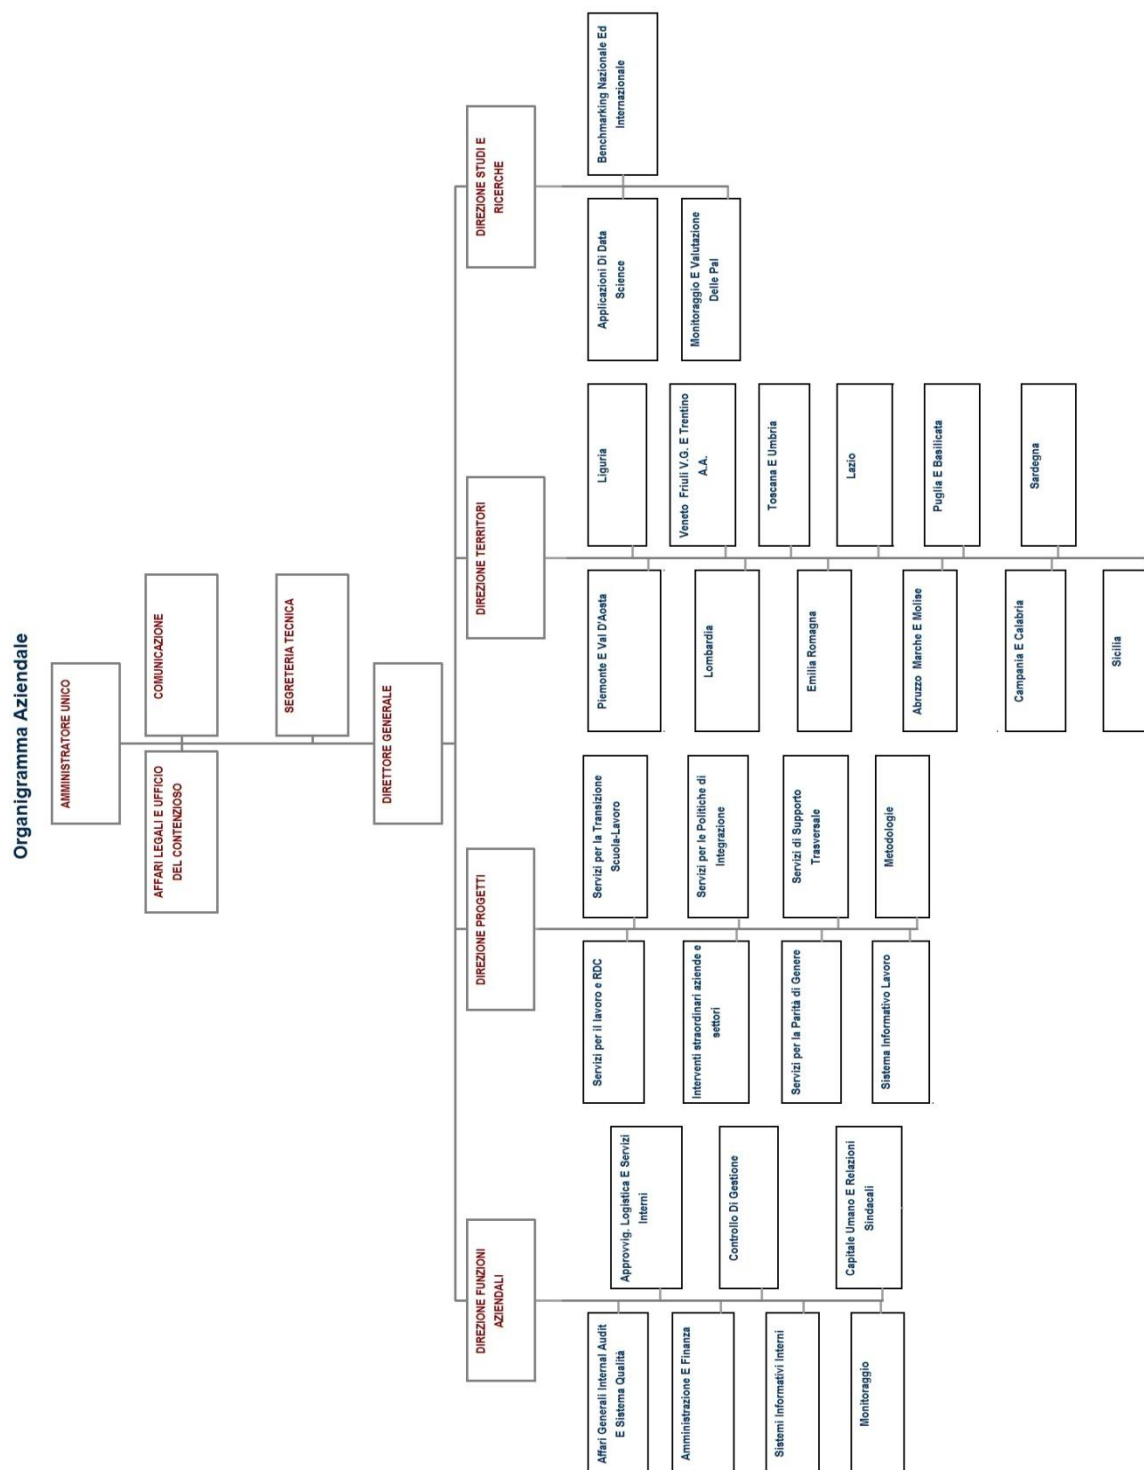 Organigramma Aziendale
AMMINISTRATORE UNICO
AFFARI LEGALI E UFFICIO
DEL CONTENZIOSO
COMUNICAZIONE
SEGRETERIA TECNICA
DIRETTORE GENERALE
DIREZIONE FUNZIONI
AZIENDALI
DIREZIONE PROGETTI
DIREZIONE TERRITORI
DIREZIONE STUDI E
RICERCHE
Affari Generali Internal Audit
E Sistema Qualità
Approvvig. Logistica E Servizi
Interni
Amministrazione E Finanza
Controllo Di Gestione
Sistemi Informativi Interni
Capitale Umano E Relazioni
Sindacali
Monitoraggio
Servizi per il lavoro e RDC
Servizi per la Transizione
Scuola-Lavoro
Interventi straordinari aziende e
settori
Servizi per le Politiche di
Integrazione
Servizi per la Parità di Genere
Servizi di Supporto
Trasversale
Sistema Informativo Lavoro
Metodologie
Piemonte E Val D'Aosta
Liguria
Lombardia
Veneto Friuli V.G. E Trentino
A.A.
Emilia Romagna
Toscana E Umbria
Abruzzo Marche E Molise
Lazio
Campania E Calabria
Puglia E Basilicata
Sicilia
Sardegna
Applicazioni Di Data
Science
Benchmarking Nazionale Ed
Internazionale
Monitoraggio E Valutazione
Delle Pal